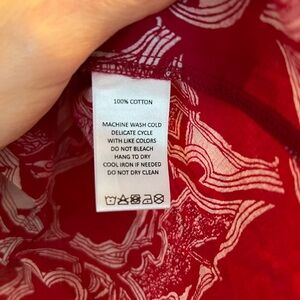 100% COTTON
MACHINE WASH COLD
DELICATE CYCLE
WITH LIKE COLORS
DO NOT BLEACH
HANG TO DRY
COOL IRON IF NEEDED
DO NOT DRY CLEAN